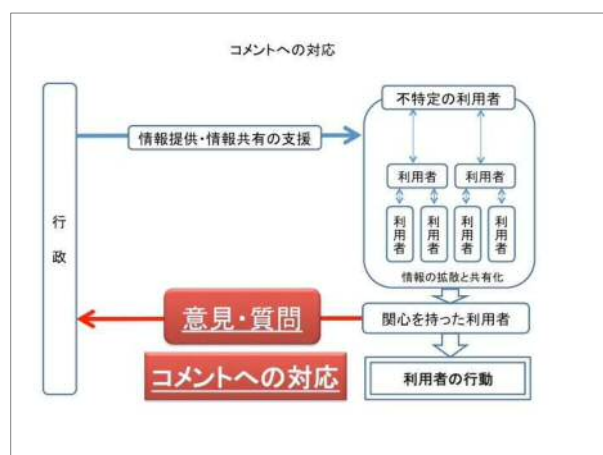 コメントへの対応
不特定の利用者
情報提供・情報共有の支援
利用者
利用者
利用者
利用者
利用者
利用者
情報の拡散と共有化
行政
意見・質問
関心を持った利用者
コメントへの対応
利用者の行動